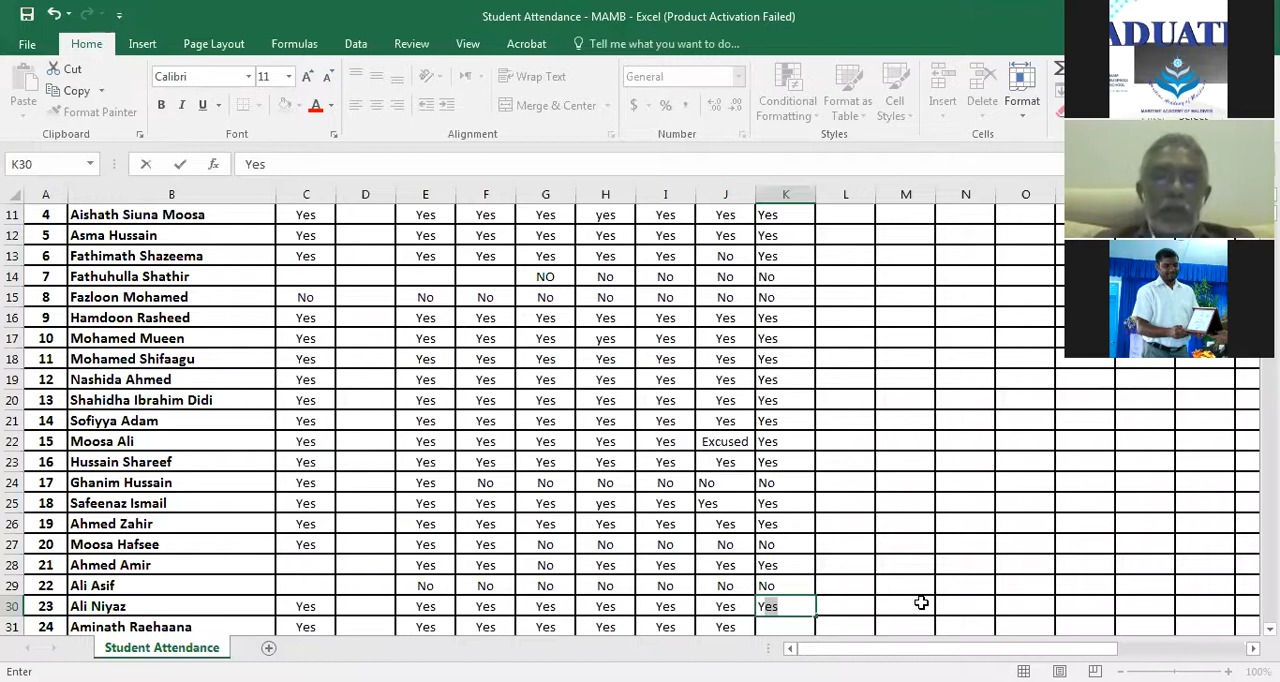 Student Attendance - MAMB - Excel (Product Activation Failed)
File Home Insert Page Layout Formulas Data Review View Acrobat Tell me what you want to do...
Paste Cut Copy Format Painter
Calibri 11 B I U A
Wrap Text Merge & Center
General $ % ,
Conditional Formatting Format as Table Cell Styles
Insert Delete Format
Clipboard Font Alignment Number Styles Cells
K30 fx Yes
A B C D E F G H I J K L M N O
11 4 Aishath Siuna Moosa Yes Yes Yes Yes yes Yes Yes Yes
12 5 Asma Hussain Yes Yes Yes Yes Yes Yes Yes Yes
13 6 Fathimath Shazeema Yes Yes Yes Yes Yes Yes No Yes
14 7 Fathuhulla Shathir NO No No No No
15 8 Fazloon Mohamed No No No No No No No No
16 9 Hamdoon Rasheed Yes Yes Yes Yes Yes Yes Yes Yes
17 10 Mohamed Mueen Yes Yes Yes Yes yes Yes Yes Yes
18 11 Mohamed Shifaagu Yes Yes Yes Yes Yes Yes Yes Yes
19 12 Nashida Ahmed Yes Yes Yes Yes Yes Yes Yes Yes
20 13 Shahidha Ibrahim Didi Yes Yes Yes Yes Yes Yes Yes Yes
21 14 Sofiyya Adam Yes Yes Yes Yes Yes Yes Yes Yes
22 15 Moosa Ali Yes Yes Yes Yes Yes Yes Excused Yes
23 16 Hussain Shareef Yes Yes Yes Yes Yes Yes Yes Yes
24 17 Ghanim Hussain Yes Yes No No No No No No
25 18 Safeenaz Ismail Yes Yes Yes Yes yes Yes Yes Yes
26 19 Ahmed Zahir Yes Yes Yes Yes Yes Yes Yes Yes
27 20 Moosa Hafsee Yes Yes Yes No No No No No
28 21 Ahmed Amir Yes Yes Yes Yes Yes Yes Yes
29 22 Ali Asif No No No No No No No
30 23 Ali Niyaz Yes Yes Yes Yes Yes Yes Yes Yes
31 24 Aminath Raehaana Yes Yes Yes Yes Yes Yes Yes
Student Attendance
Enter 100%
ADUATI
MARITIME ACADEMY OF MALDIVES